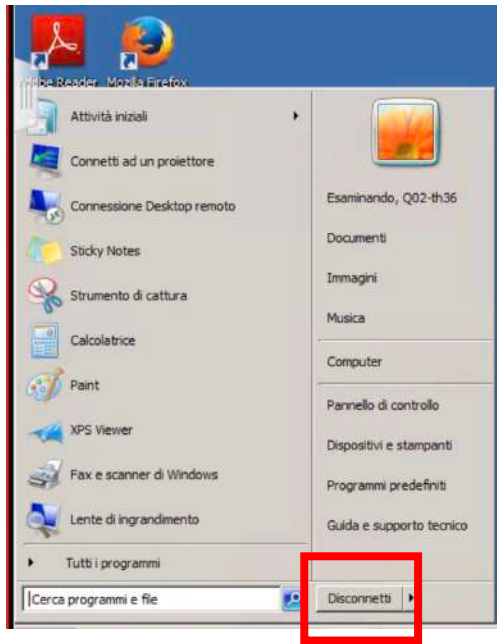 Adobe Reader Mozilla Firefox
Attività iniziali
Connetti ad un proiettore
Connessione Desktop remoto
Sticky Notes
Strumento di cattura
Calcolatrice
Paint
XPS Viewer
Fax e scanner di Windows
Lente di ingrandimento
Tutti i programmi
Cerca programmi e file
Esaminando, Q02-th36
Documenti
Immagini
Musica
Computer
Pannello di controllo
Dispositivi e stampanti
Programmi predefiniti
Guida e supporto tecnico
Disconnetti